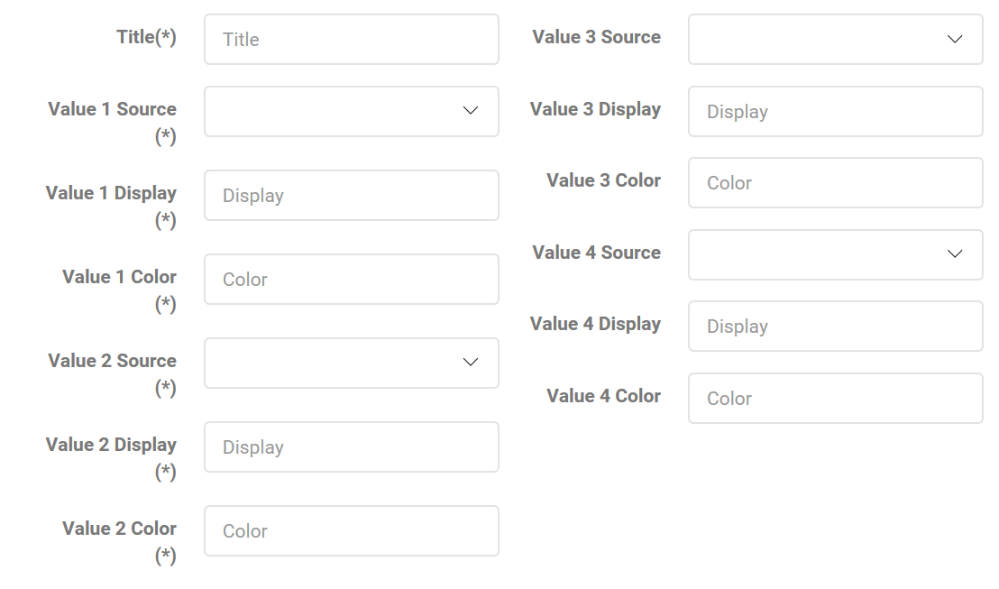 Title(*)
Title
Value 1 Source
(*)
Value 1 Display
(*)
Display
Value 1 Color
(*)
Color
Value 2 Source
(*)
Value 2 Display
(*)
Display
Value 2 Color
(*)
Color
Value 3 Source
Value 3 Display
Display
Value 3 Color
Color
Value 4 Source
Value 4 Display
Display
Value 4 Color
Color